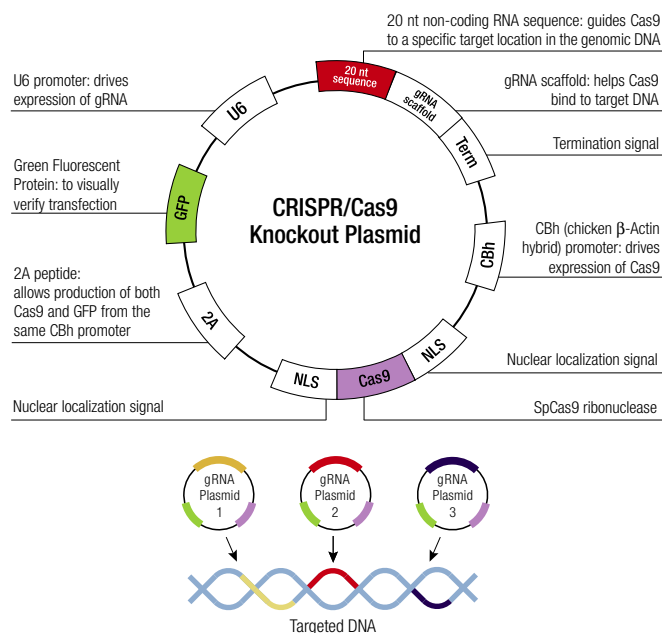 20 nt non-coding RNA sequence: guides Cas9
to a specific target location in the genomic DNA
U6 promoter: drives
expression of gRNA
gRNA scaffold: helps Cas9
bind to target DNA
Termination signal
Green Fluorescent
Protein: to visually
verify transfection
CBh (chicken β-Actin
hybrid) promoter: drives
expression of Cas9
2A peptide:
allows production of both
Cas9 and GFP from the
same CBh promoter
Nuclear localization signal
Nuclear localization signal
SpCas9 ribonuclease
20 nt
sequence
gRNA
scaffold
Term
CBh
NLS
Cas9
NLS
2A
GFP
U6
CRISPR/Cas9
Knockout Plasmid
gRNA
Plasmid
1
gRNA
Plasmid
2
gRNA
Plasmid
3
Targeted DNA